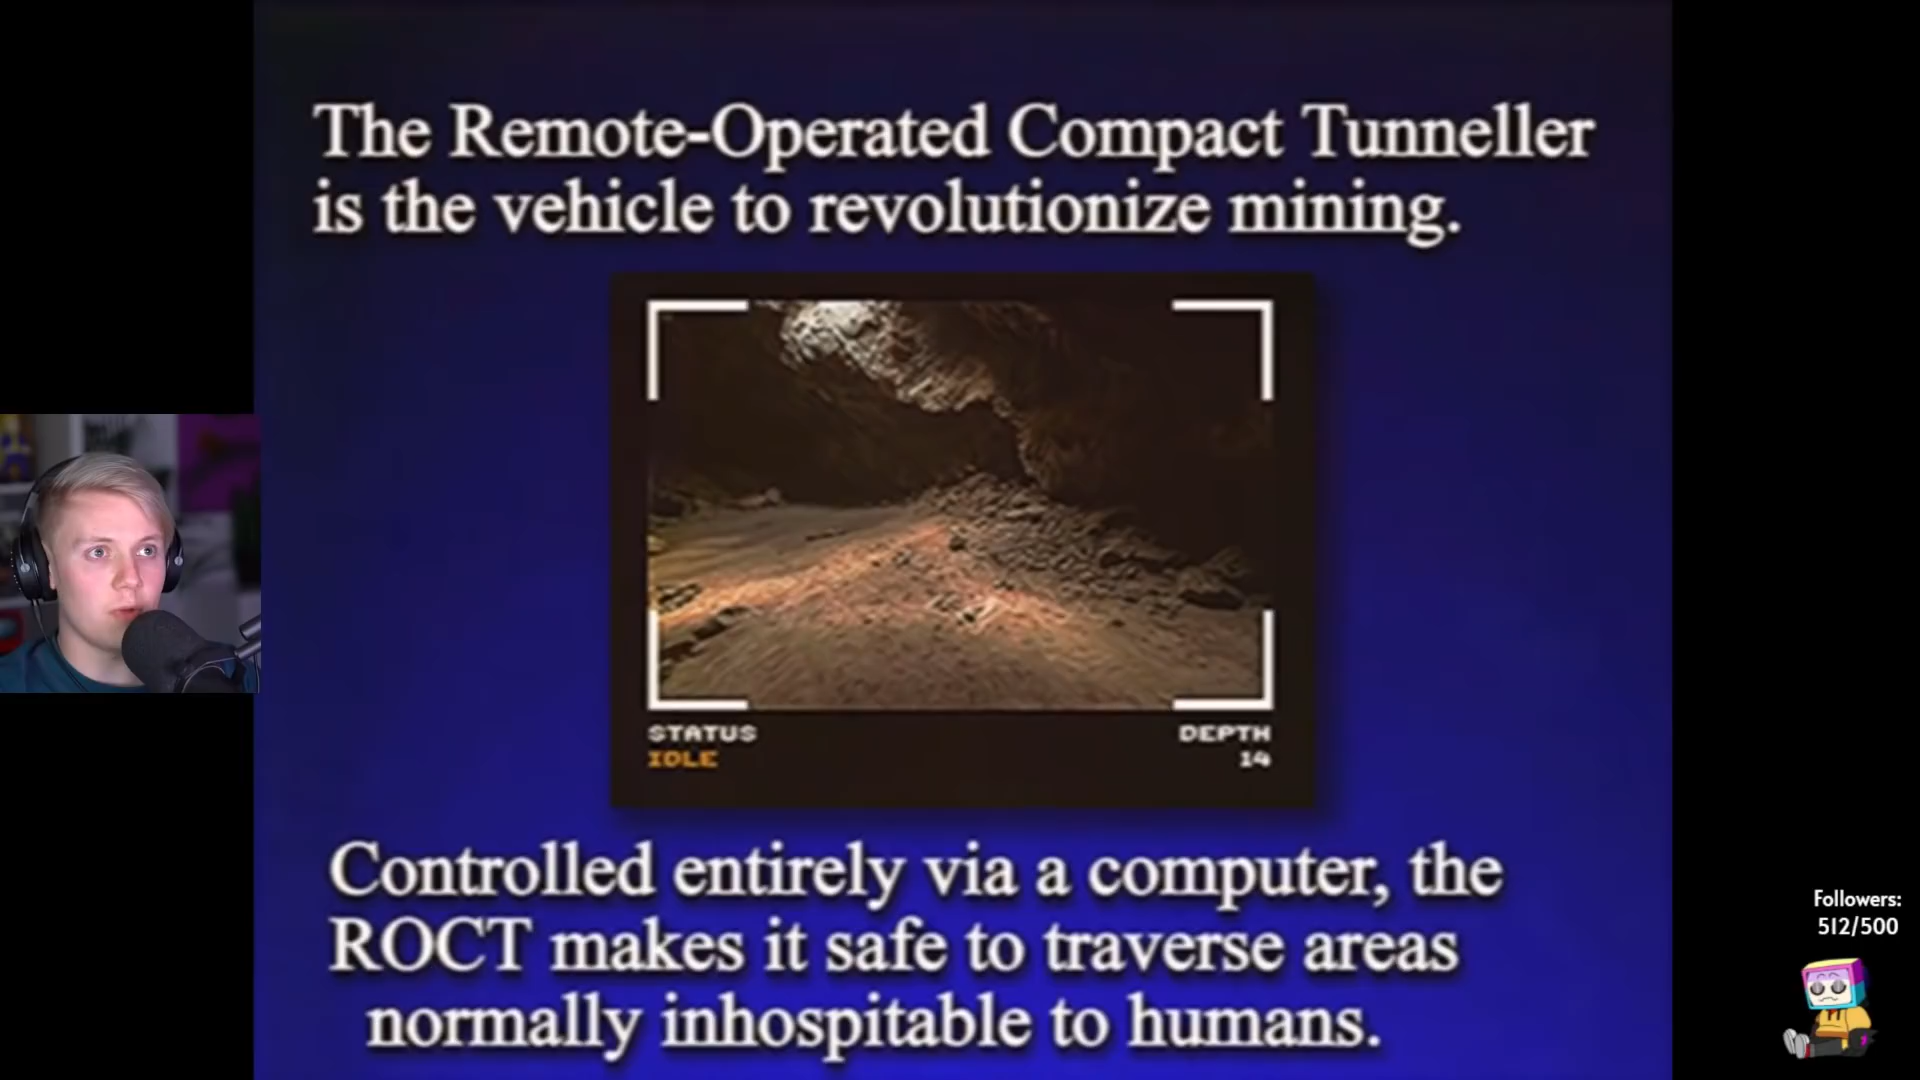 The Remote-Operated Compact Tunneller
is the vehicle to revolutionize mining.
STATUS
IDLE
DEPTH
14
Controlled entirely via a computer, the
ROCT makes it safe to traverse areas
normally inhospitable to humans.
Followers:
512/500